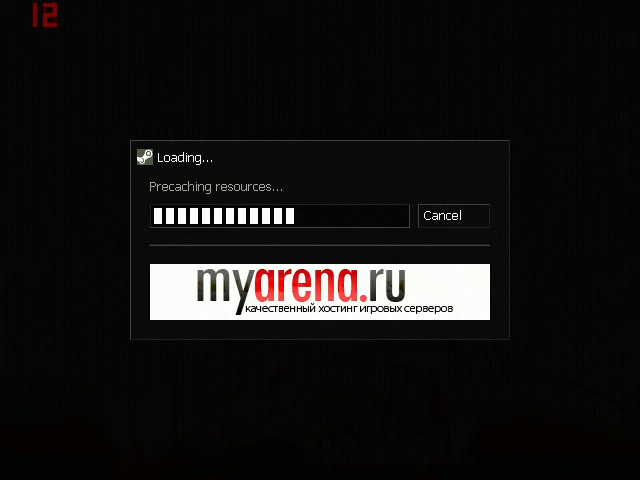 12
Loading...
Precaching resources...
Cancel
myarena.ru
качественный хостинг игровых серверов